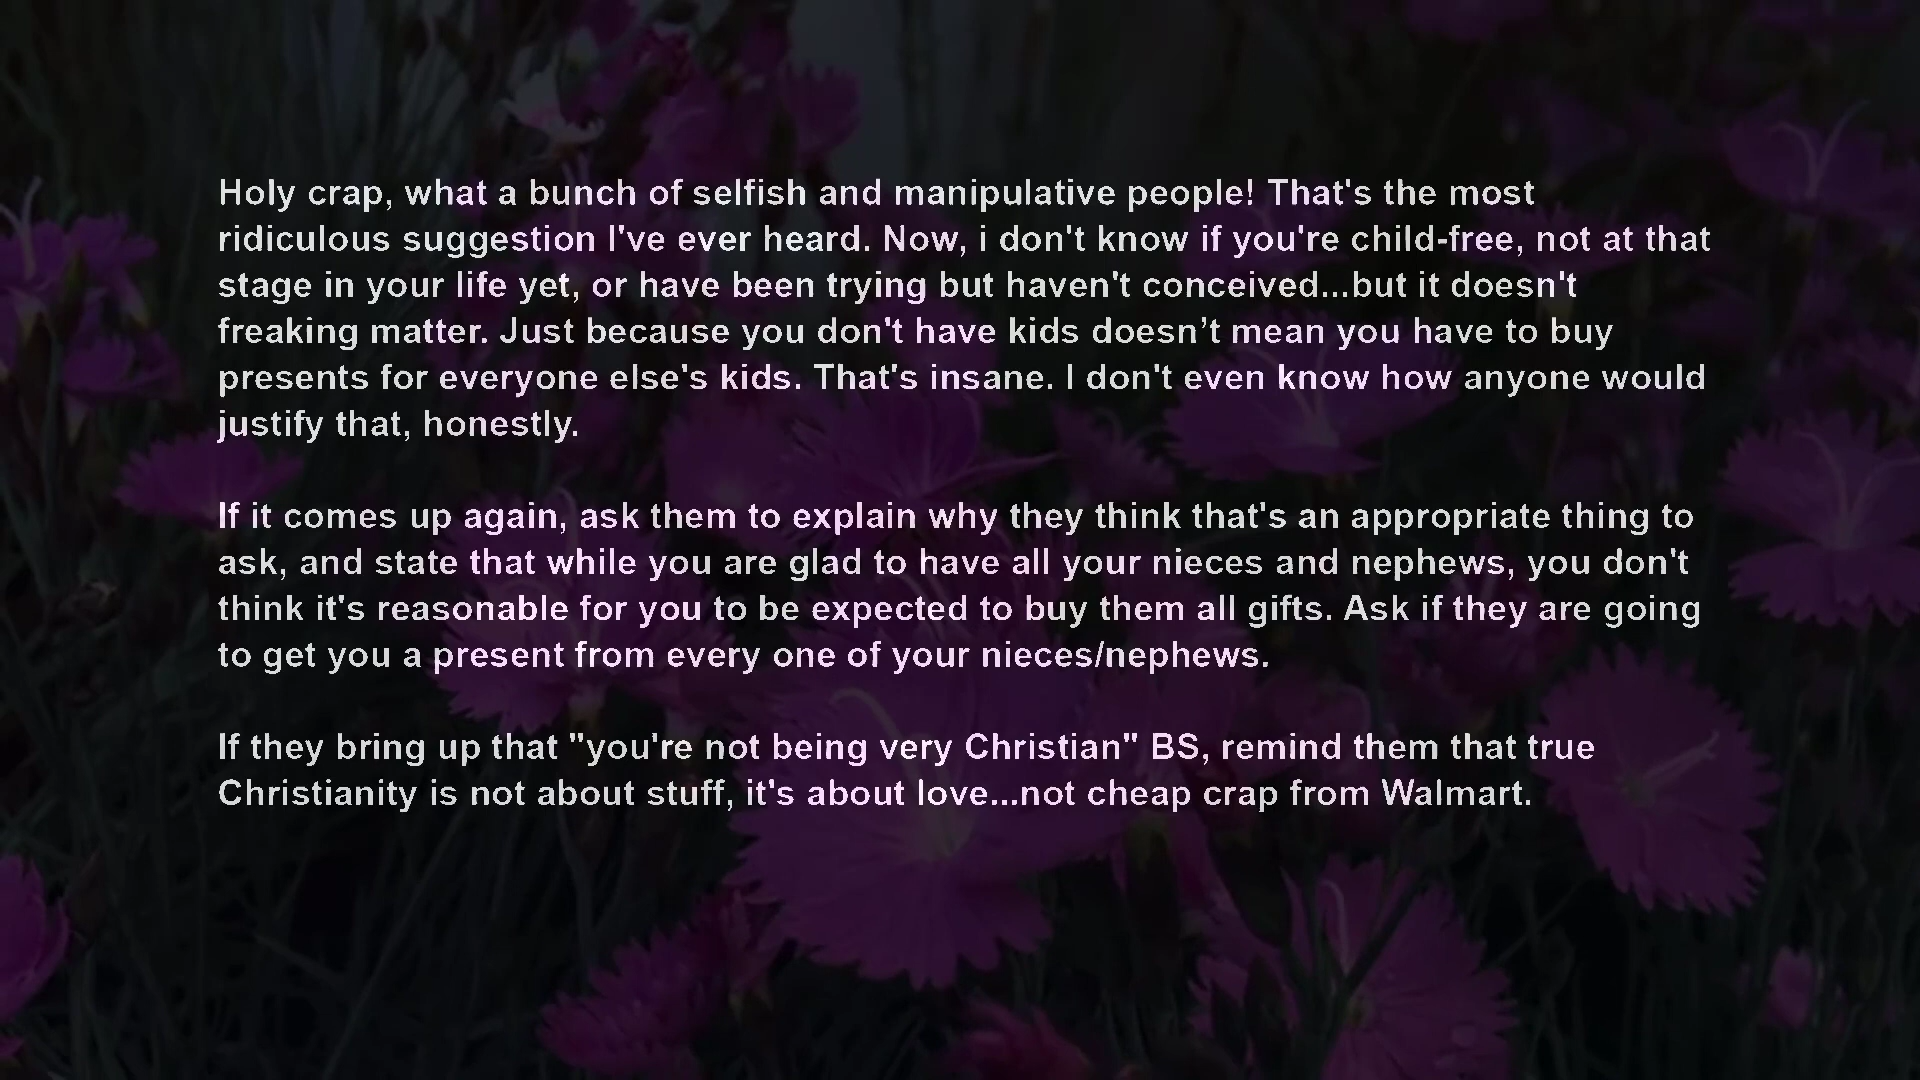 Holy crap, what a bunch of selfish and manipulative people! That's the most
ridiculous suggestion I've ever heard. Now, i don't know if you're child-free, not at that
stage in your life yet, or have been trying but haven't conceived...but it doesn't
freaking matter. Just because you don't have kids doesn’t mean you have to buy
presents for everyone else's kids. That's insane. I don't even know how anyone would
justify that, honestly.
If it comes up again, ask them to explain why they think that's an appropriate thing to
ask, and state that while you are glad to have all your nieces and nephews, you don't
think it's reasonable for you to be expected to buy them all gifts. Ask if they are going
to get you a present from every one of your nieces/nephews.
If they bring up that "you're not being very Christian" BS, remind them that true
Christianity is not about stuff, it's about love...not cheap crap from Walmart.